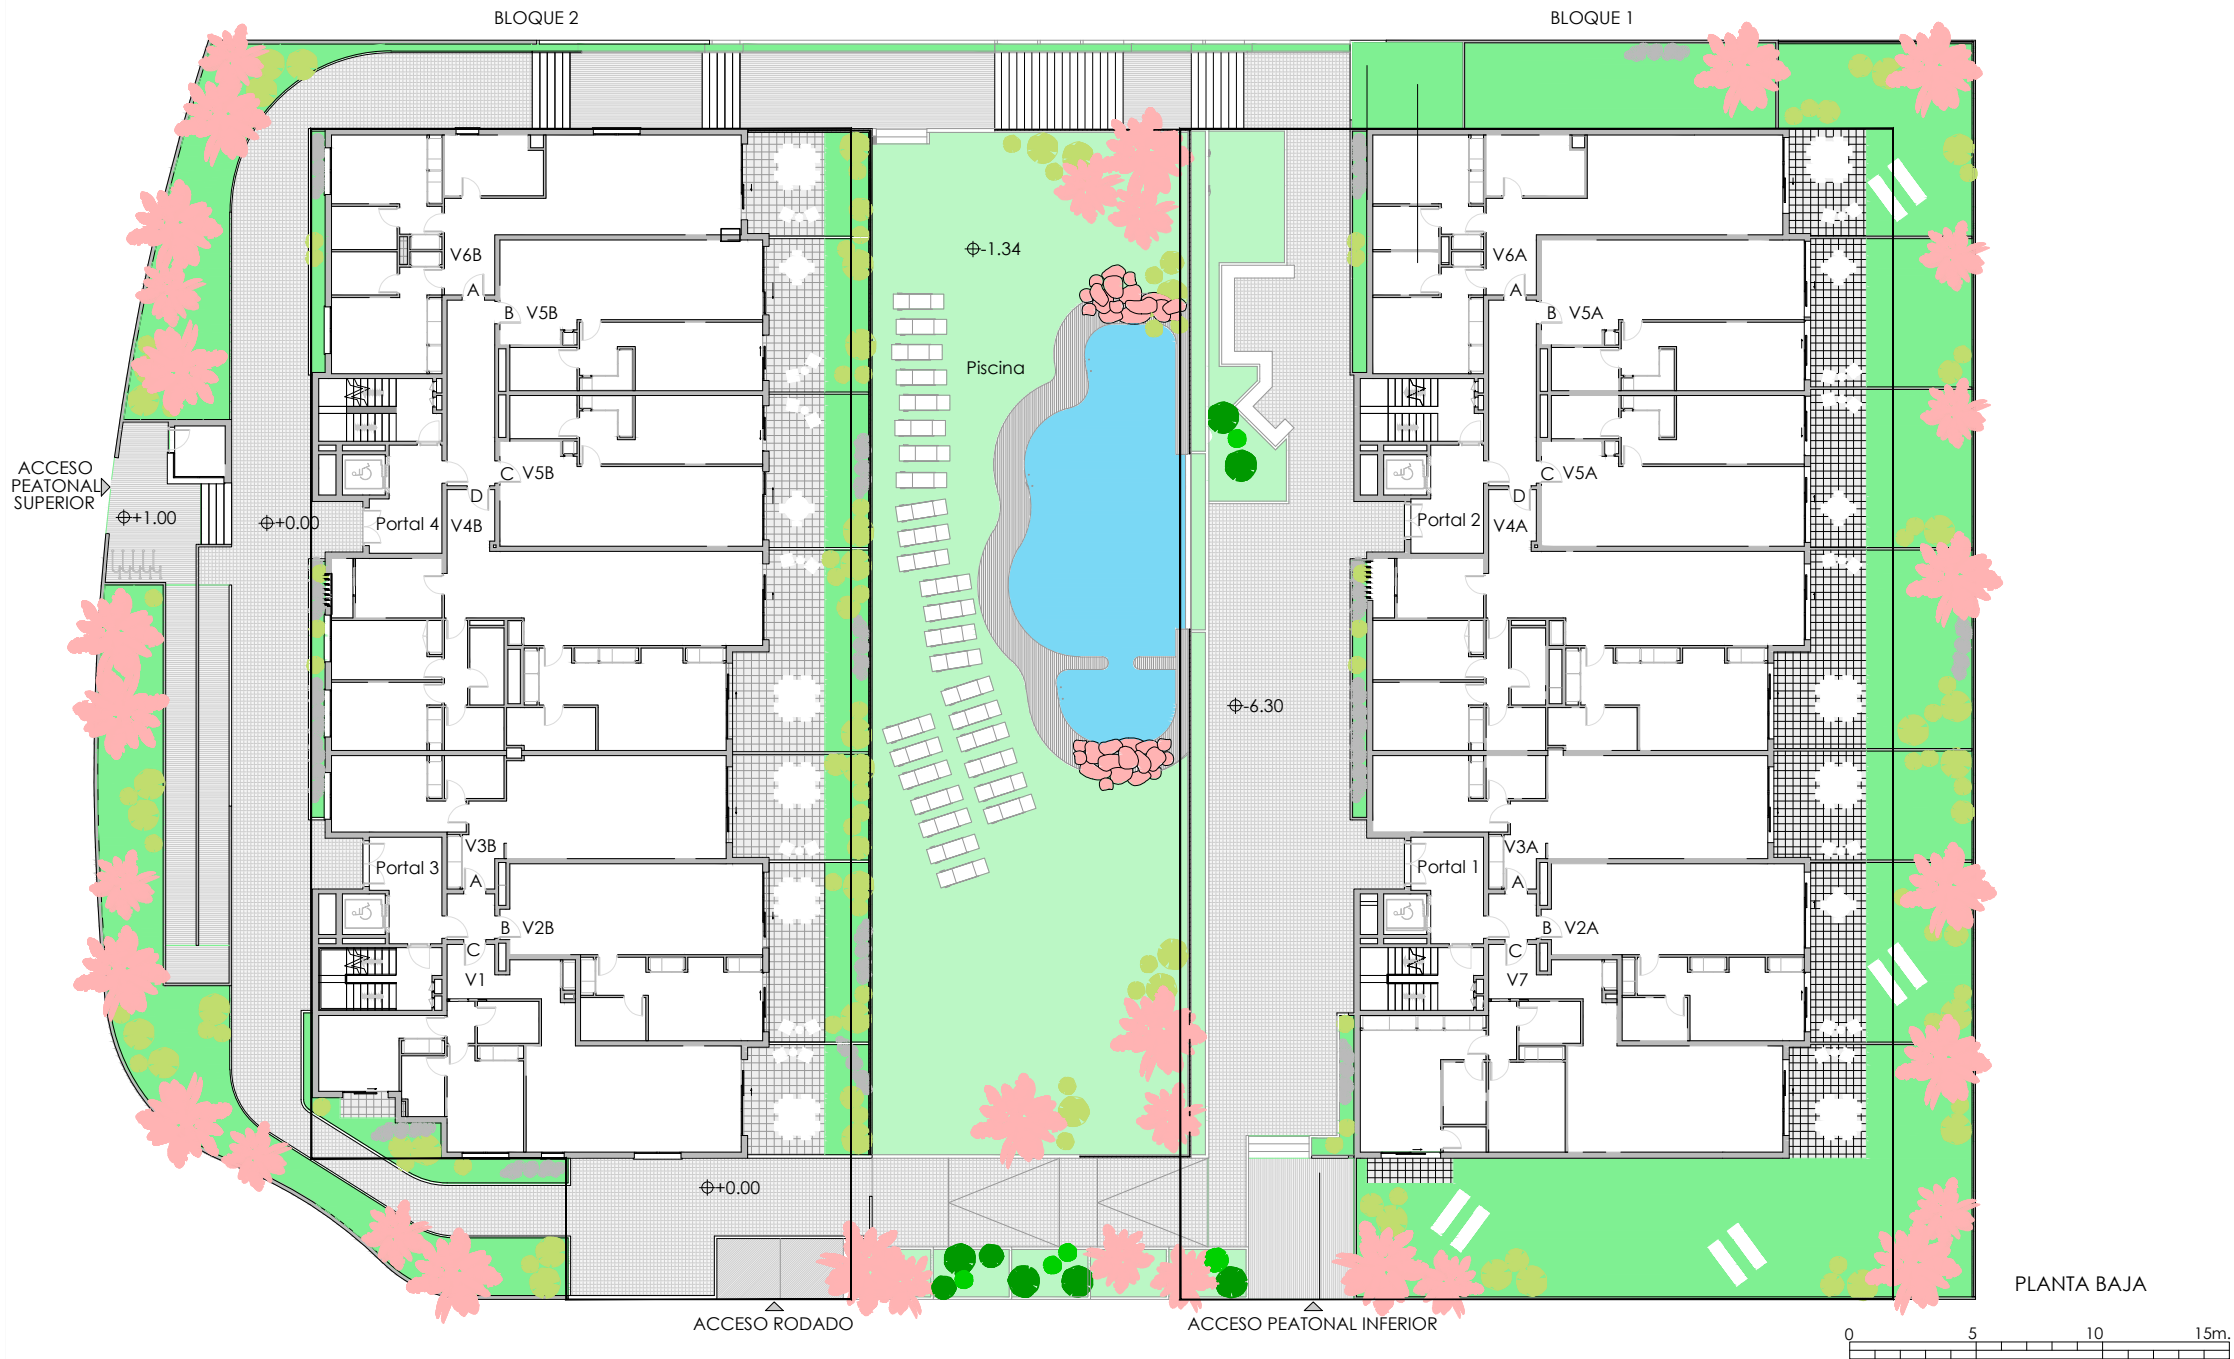 BLOQUE 2
BLOQUE 1
V6B
A
B V5B
C V5B
D
V4B
Portal 4
ACCESO
PEATONAL
SUPERIOR
+1.00
+0.00
-1.34
Piscina
-6.30
V6A
A
B V5A
C V5A
D
V4A
Portal 2
V3B
Portal 3
A
B V2B
C
V1
V3A
Portal 1
A
B V2A
C
V7
+0.00
ACCESO RODADO
ACCESO PEATONAL INFERIOR
PLANTA BAJA
0 5 10 15m.